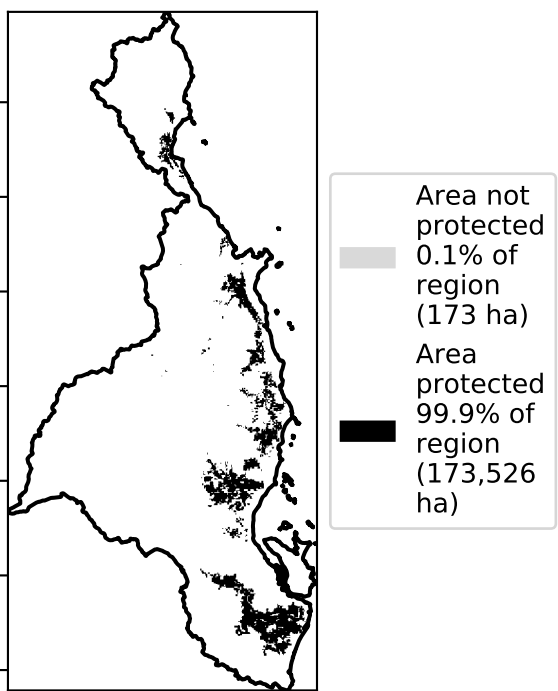 Area not
protected
0.1% of
region
(173 ha)
Area
protected
99.9% of
region
(173,526
ha)